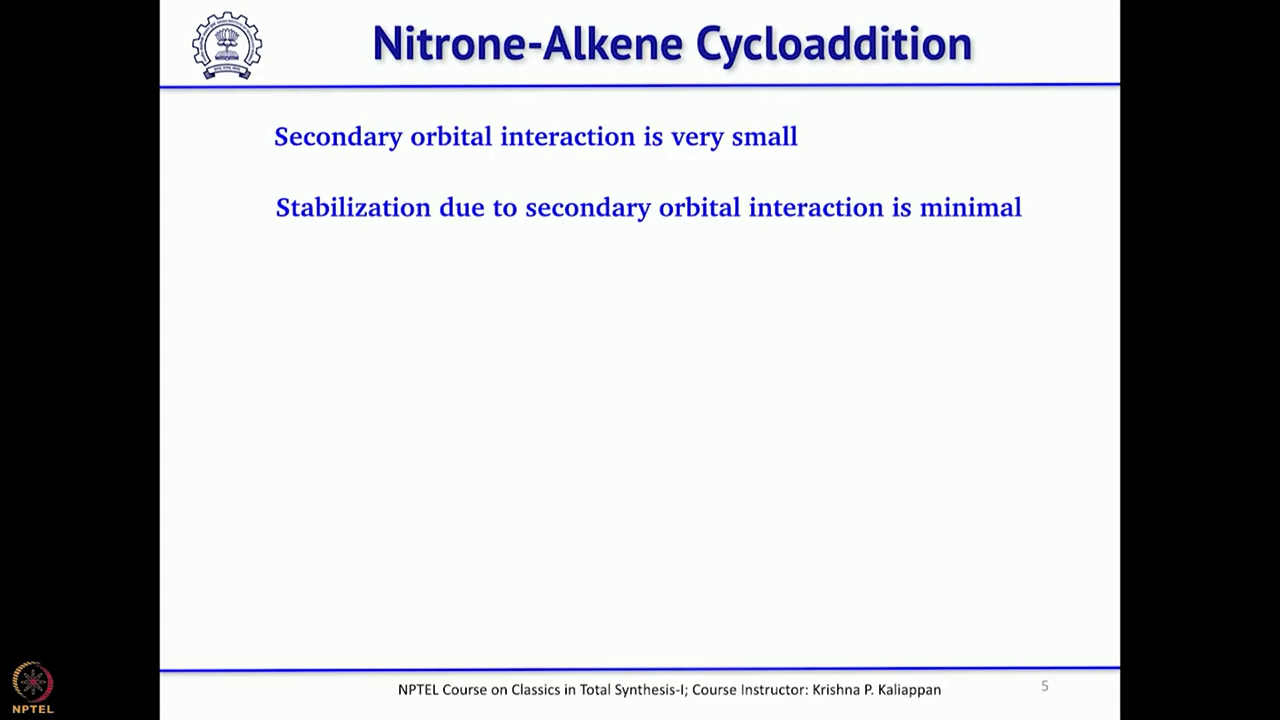 Nitrone-Alkene Cycloaddition
Secondary orbital interaction is very small
Stabilization due to secondary orbital interaction is minimal
NPTEL Course on Classics in Total Synthesis-I; Course Instructor: Krishna P. Kaliappan
5
NPTEL